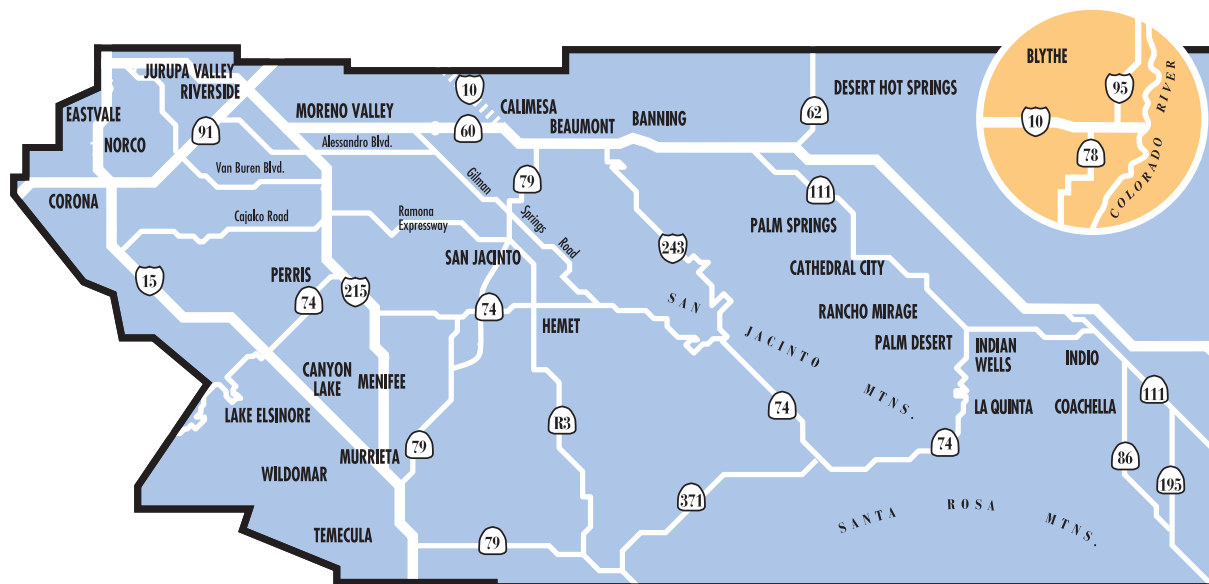 BLYTHE
95
10
78
COLORADO RIVER
JURUPA VALLEY
RIVERSIDE
EASTVALE
NORCO
91
MORENO VALLEY
10
60
CALIMESA
BEAUMONT
BANNING
62
DESERT HOT SPRINGS
Alessandro Blvd.
Van Buren Blvd.
Gilman Springs Road
79
111
CORONA
Cajalco Road
Ramona
Expressway
PALM SPRINGS
SAN JACINTO
243
CATHEDRAL CITY
15
PERRIS
74
215
74
HEMET
SAN JACINTO MTNS.
RANCHO MIRAGE
PALM DESERT
INDIAN
WELLS
INDIO
CANYON
LAKE
MENIFEE
LAKE ELSINORE
74
LA QUINTA
COACHELLA
111
R3
79
74
86
MURRIETA
WILDOMAR
195
371
SANTA ROSA MTNS.
TEMECULA
79